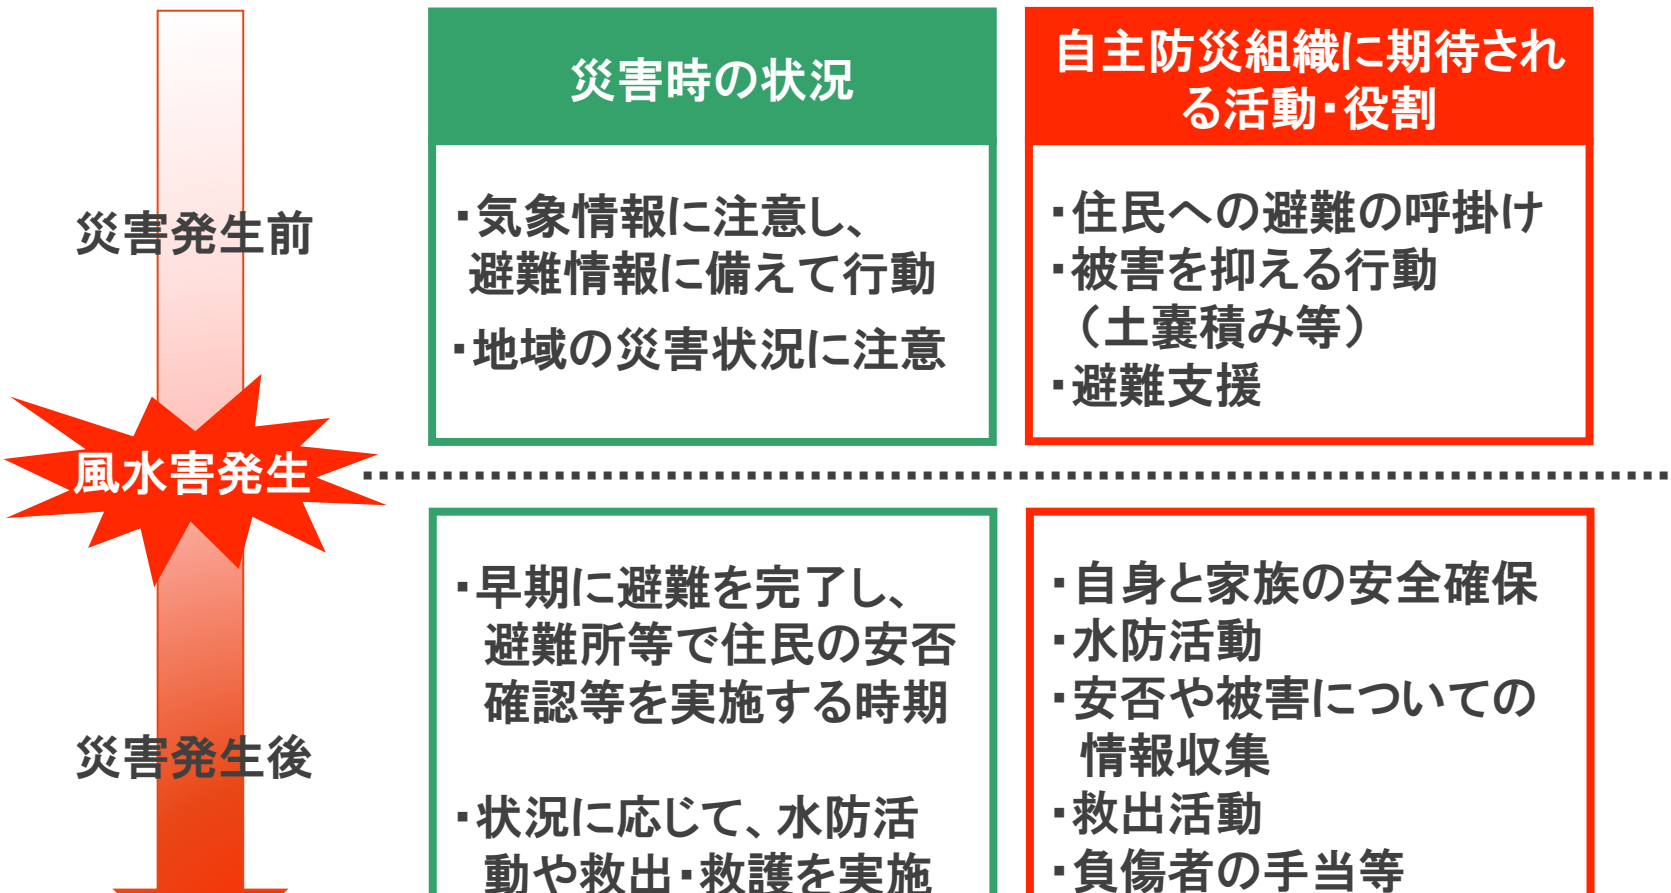 災害時の状況
自主防災組織に期待され
る活動・役割
災害発生前
・気象情報に注意し、
避難情報に備えて行動
・地域の災害状況に注意
・住民への避難の呼掛け
・被害を抑える行動
（土嚢積み等）
・避難支援
風水害発生
災害発生後
・早期に避難を完了し、
避難所等で住民の安否
確認等を実施する時期
・状況に応じて、水防活
動や救出・救護を実施
・自身と家族の安全確保
・水防活動
・安否や被害についての
情報収集
・救出活動
・負傷者の手当等